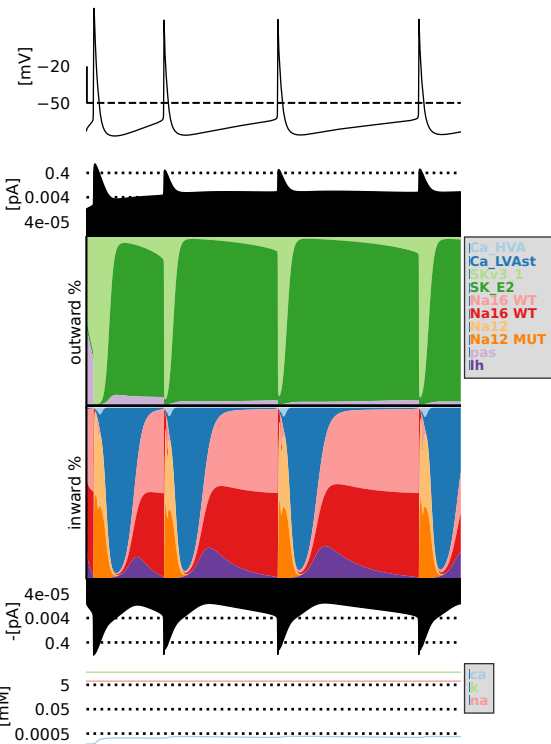 [mV]
−20
−50
[pA]
0.4
0.004
4e-05
outward %
Ca_HVA
Ca_LVAst
SKv3_1
SK_E2
Na16 WT
Na16 WT
Na12
Na12 MUT
pas
Ih
inward %
-[pA]
4e-05
0.004
0.4
[mM]
5
0.05
0.0005
ca
k
na